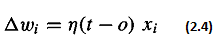 Δwᵢ = η(t − o) xᵢ (2.4)